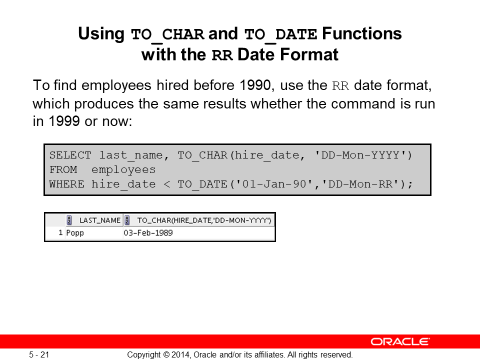 Using TO_CHAR and TO_DATE Functions
with the RR Date Format
To find employees hired before 1990, use the RR date format,
which produces the same results whether the command is run
in 1999 or now:
SELECT last_name, TO_CHAR(hire_date, 'DD-Mon-YYYY')
FROM  employees
WHERE hire_date < TO_DATE('01-Jan-90','DD-Mon-RR');
LAST_NAME TO_CHAR(HIRE_DATE,'DD-MON-YYYY')
1 Popp 03-Feb-1989
ORACLE
5 - 21 Copyright © 2014, Oracle and/or its affiliates. All rights reserved.